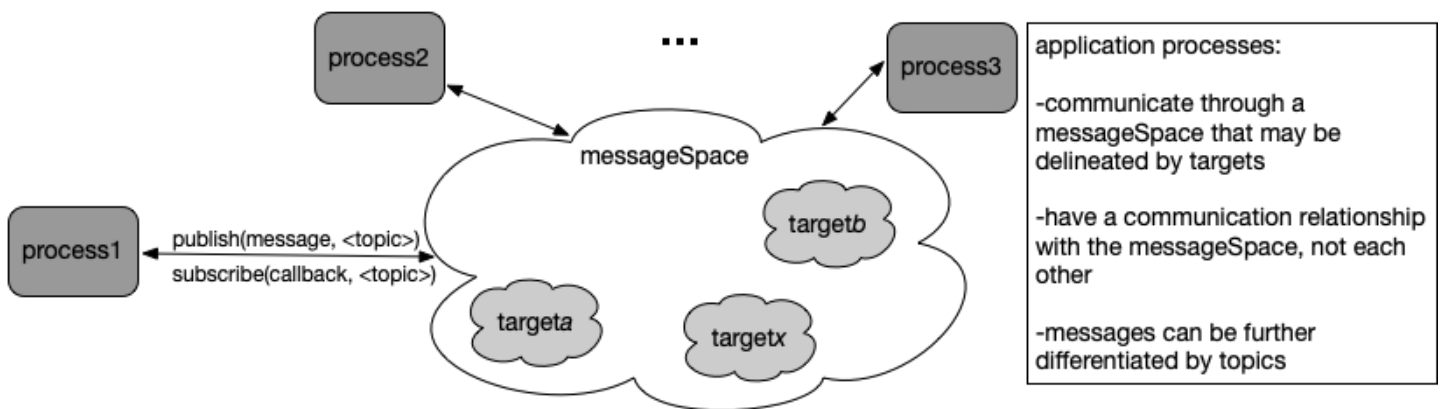 process2
...
process3
messageSpace
process1
publish(message, <topic>)
subscribe(callback, <topic>)
targetb
targeta
targetx
application processes:
-communicate through a
messageSpace that may be
delineated by targets
-have a communication relationship
with the messageSpace, not each
other
-messages can be further
differentiated by topics